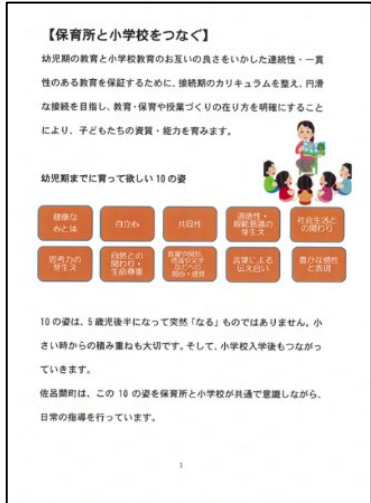 【保育所と小学校をつなぐ】
幼児期の教育と小学校教育のお互いの良さをいかした連続性・一貫
性のある教育を保証するために、接続期のカリキュラムを整え、円滑
な接続を目指し、教育・保育や授業づくりの在り方を明確にすること
により、子どもたちの資質・能力を育みます。
幼児期までに育って欲しい 10 の姿
健康な
心と体
自立心
共同性
道徳性・
規範意識の
芽生え
社会生活と
の関わり
思考力の
芽生え
自然との
関わり・
生命尊重
数量や図形、
標識や文字
などへの
関心・感覚
言葉による
伝え合い
豊かな感性
と表現
10 の姿は、5 歳児後半になって突然「なる」ものではありません。小
さい時からの積み重ねも大切です。そして、小学校入学後もつながっ
ていきます。
佐呂間町は、この 10 の姿を保育所と小学校が共通で意識しながら、
日常の指導を行っています。
1